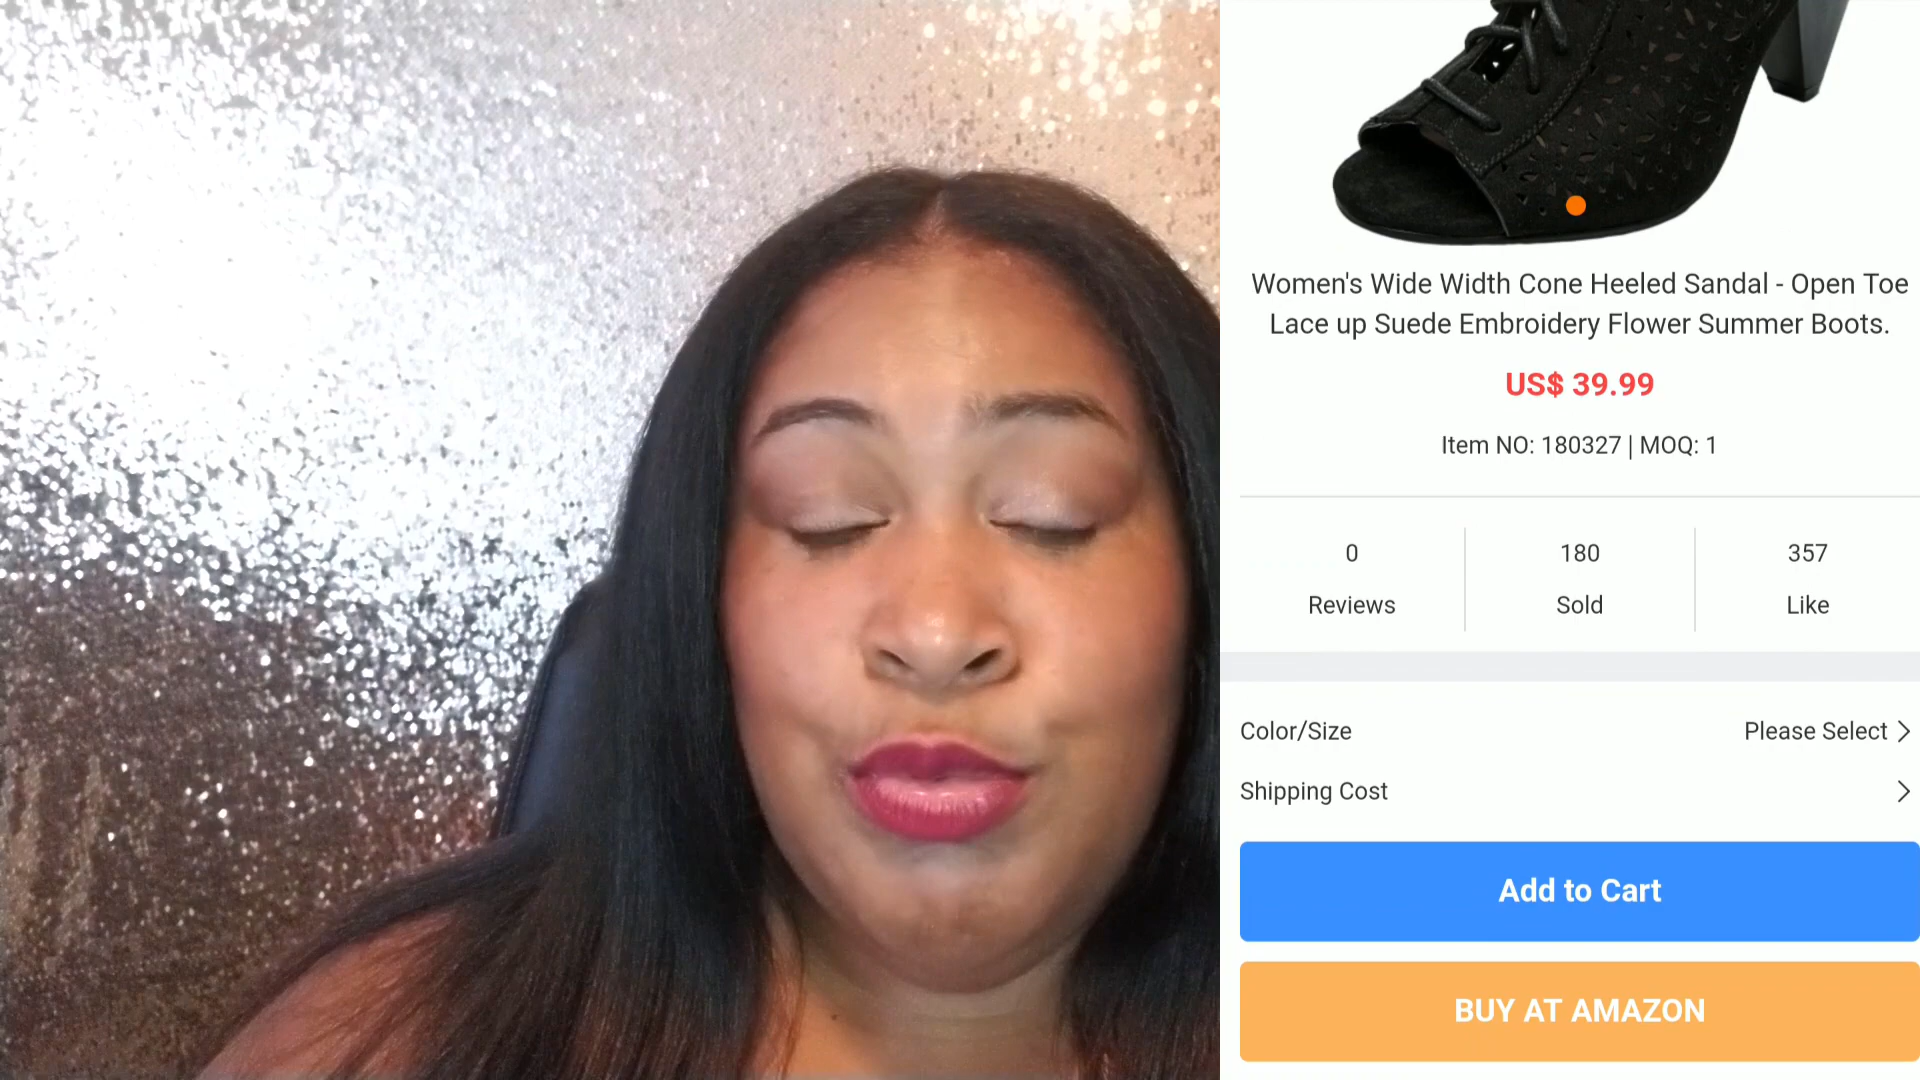 Women's Wide Width Cone Heeled Sandal - Open Toe
Lace up Suede Embroidery Flower Summer Boots.
US$ 39.99
Item NO: 180327 | MOQ: 1
0
Reviews
180
Sold
357
Like
Color/Size
Please Select
Shipping Cost
Add to Cart
BUY AT AMAZON